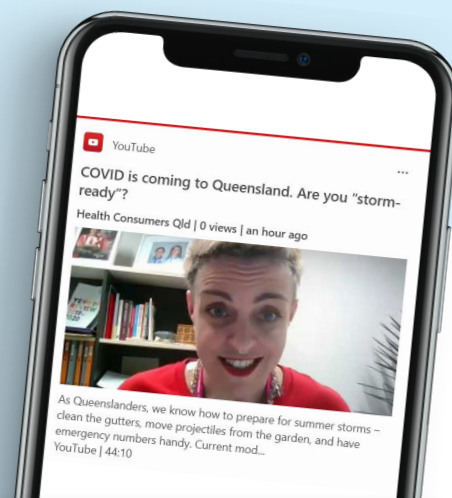 YouTube
COVID is coming to Queensland. Are you "storm-
ready"?
Health Consumers Qld | 0 views | an hour ago
As Queenslanders, we know how to prepare for summer storms –
clean the gutters, move projectiles from the garden, and have
emergency numbers handy. Current mod...
YouTube | 44:10